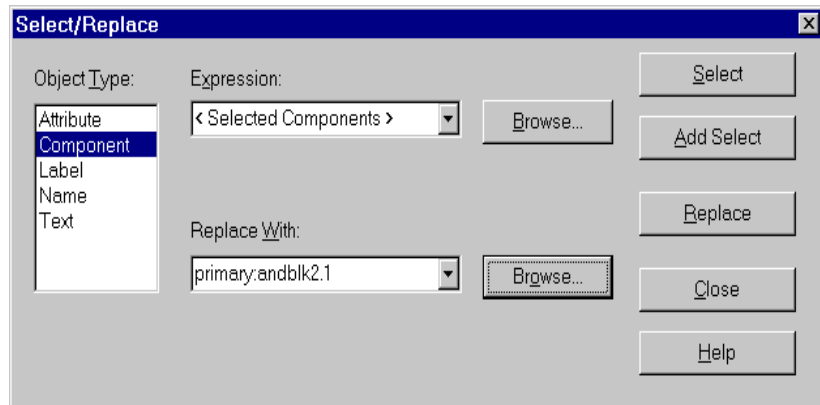 Select/Replace
Object Type:
Attribute
Component
Label
Name
Text
Expression:
< Selected Components >
Browse...
Replace With:
primary:andblk2.1
Browse...
Select
Add Select
Replace
Close
Help